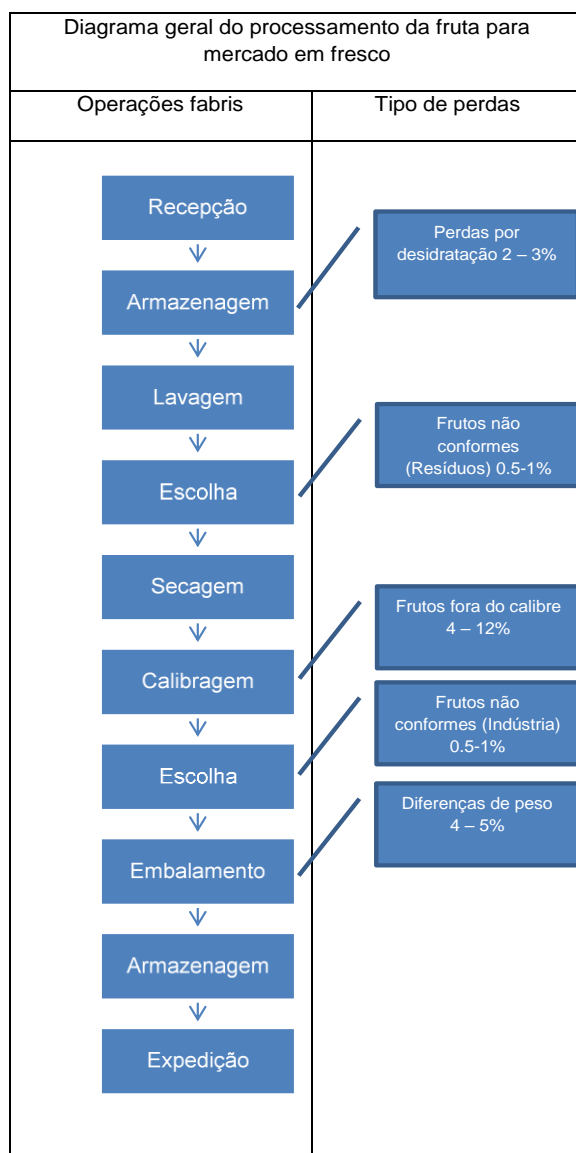 Diagrama geral do processamento da fruta para
mercado em fresco
Operações fabris
Tipo de perdas
Recepção
Perdas por
desidratação 2 – 3%
Armazenagem
Lavagem
Frutos não
conformes
(Resíduos) 0.5-1%
Escolha
Secagem
Frutos fora do calibre
4 – 12%
Calibragem
Frutos não
conformes (Indústria)
0.5-1%
Escolha
Diferenças de peso
4 – 5%
Embalamento
Armazenagem
Expedição